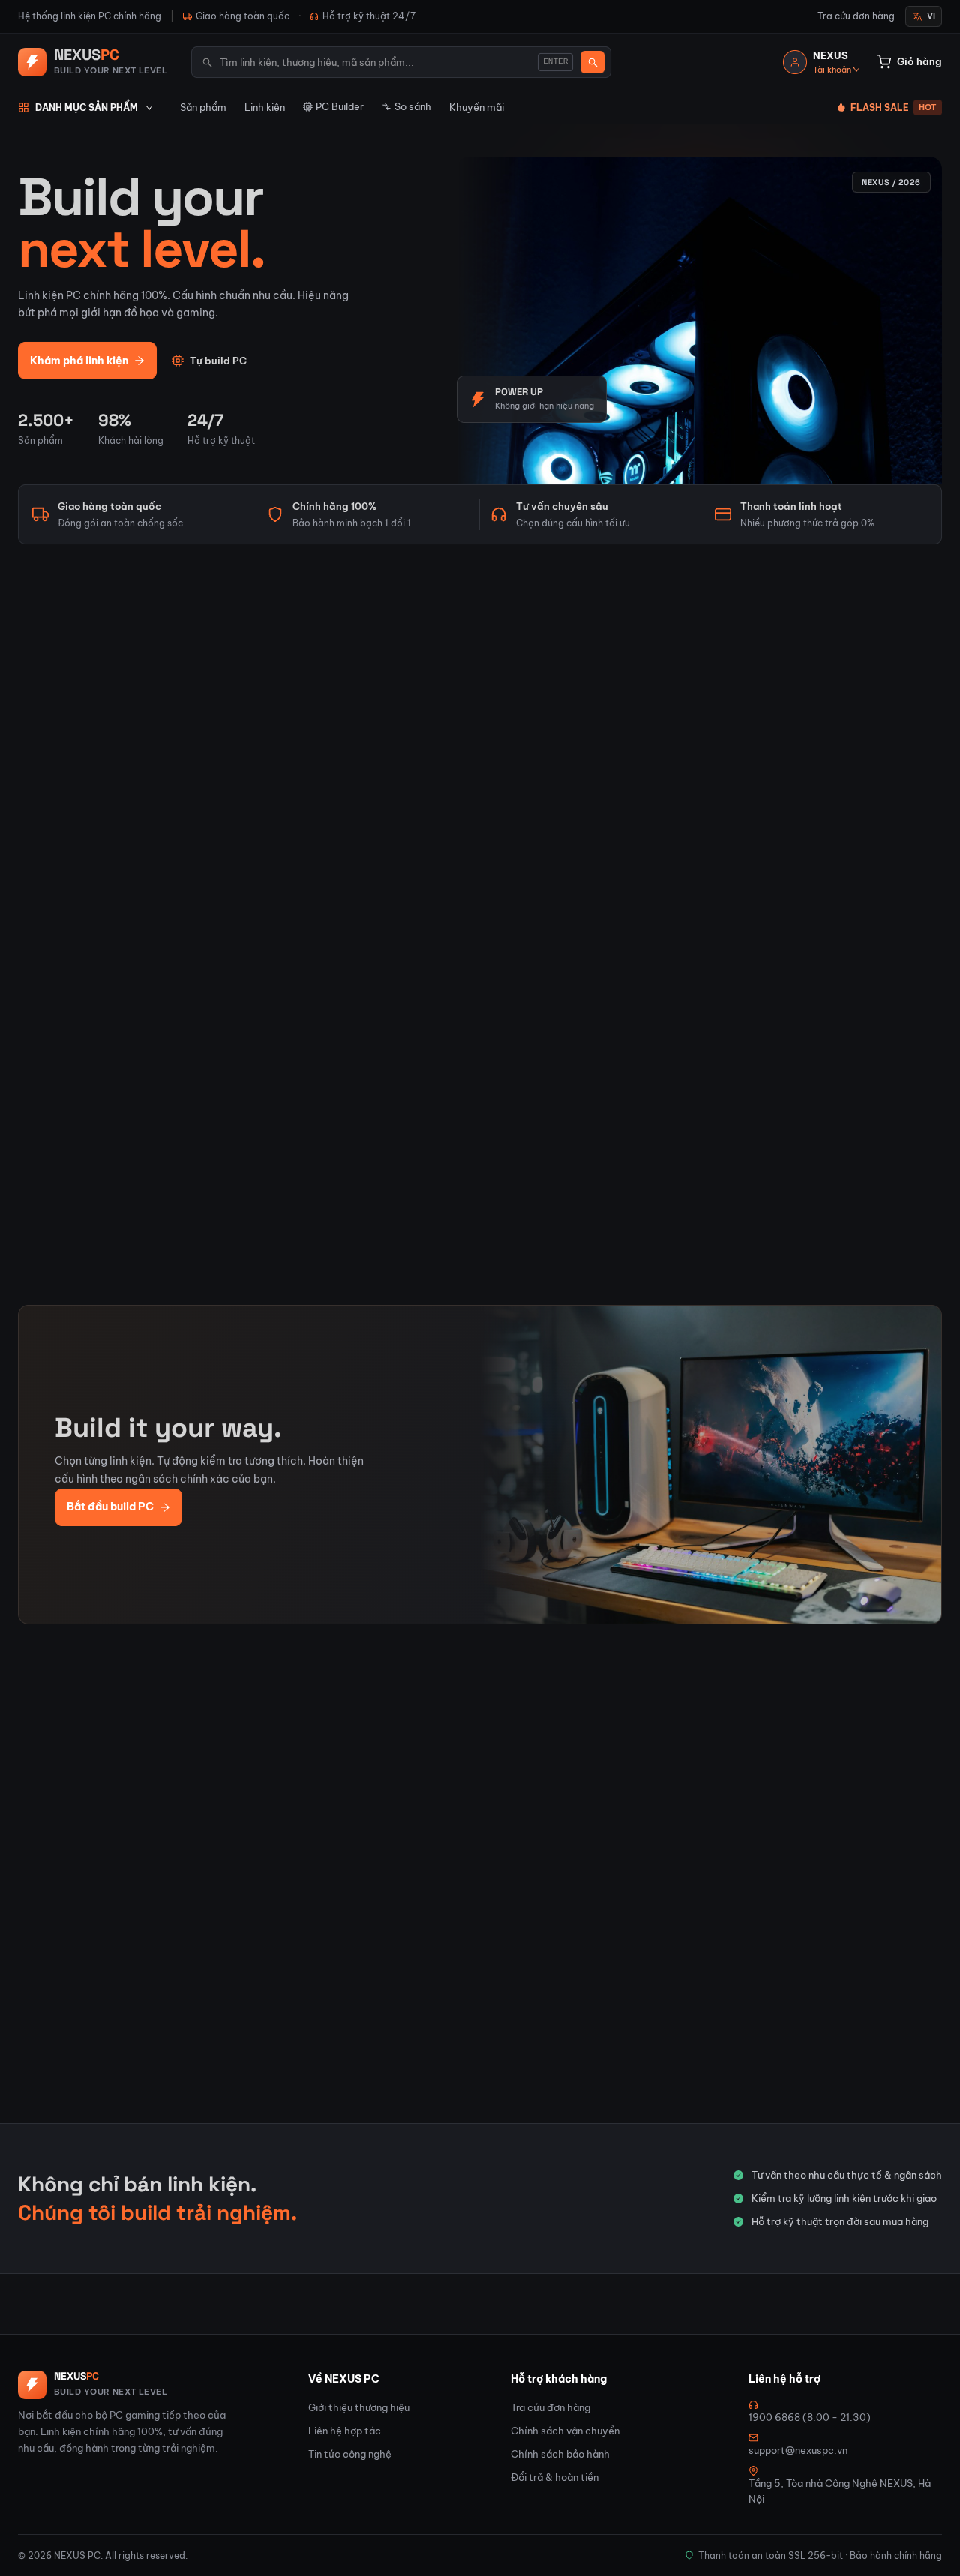 Hệ thống linh kiện PC chính hãng
Giao hàng toàn quốc
Hỗ trợ kỹ thuật 24/7
Tra cứu đơn hàng
VI
NEXUSPC
BUILD YOUR NEXT LEVEL
Tìm linh kiện, thương hiệu, mã sản phẩm...
ENTER
NEXUS
Tài khoản
Giỏ hàng
DANH MỤC SẢN PHẨM
Sản phẩm
Linh kiện
PC Builder
So sánh
Khuyến mãi
FLASH SALE
HOT
NEXUS / 2026
Build your
next level.
Linh kiện PC chính hãng 100%. Cấu hình chuẩn nhu cầu. Hiệu năng
bứt phá mọi giới hạn đồ họa và gaming.
Khám phá linh kiện
Tự build PC
POWER UP
Không giới hạn hiệu năng
2.500+
Sản phẩm
98%
Khách hài lòng
24/7
Hỗ trợ kỹ thuật
Giao hàng toàn quốc
Đóng gói an toàn chống sốc
Chính hãng 100%
Bảo hành minh bạch 1 đổi 1
Tư vấn chuyên sâu
Chọn đúng cấu hình tối ưu
Thanh toán linh hoạt
Nhiều phương thức trả góp 0%
Build it your way.
Chọn từng linh kiện. Tự động kiểm tra tương thích. Hoàn thiện
cấu hình theo ngân sách chính xác của bạn.
Bắt đầu build PC
ALIENWARE
Không chỉ bán linh kiện.
Chúng tôi build trải nghiệm.
Tư vấn theo nhu cầu thực tế & ngân sách
Kiểm tra kỹ lưỡng linh kiện trước khi giao
Hỗ trợ kỹ thuật trọn đời sau mua hàng
NEXUSPC
BUILD YOUR NEXT LEVEL
Nơi bắt đầu cho bộ PC gaming tiếp theo của
bạn. Linh kiện chính hãng 100%, tư vấn đúng
nhu cầu, đồng hành trong từng trải nghiệm.
Về NEXUS PC
Giới thiệu thương hiệu
Liên hệ hợp tác
Tin tức công nghệ
Hỗ trợ khách hàng
Tra cứu đơn hàng
Chính sách vận chuyển
Chính sách bảo hành
Đổi trả & hoàn tiền
Liên hệ hỗ trợ
1900 6868 (8:00 - 21:30)
support@nexuspc.vn
Tầng 5, Tòa nhà Công Nghệ NEXUS, Hà
Nội
© 2026 NEXUS PC. All rights reserved.
Thanh toán an toàn SSL 256-bit · Bảo hành chính hãng